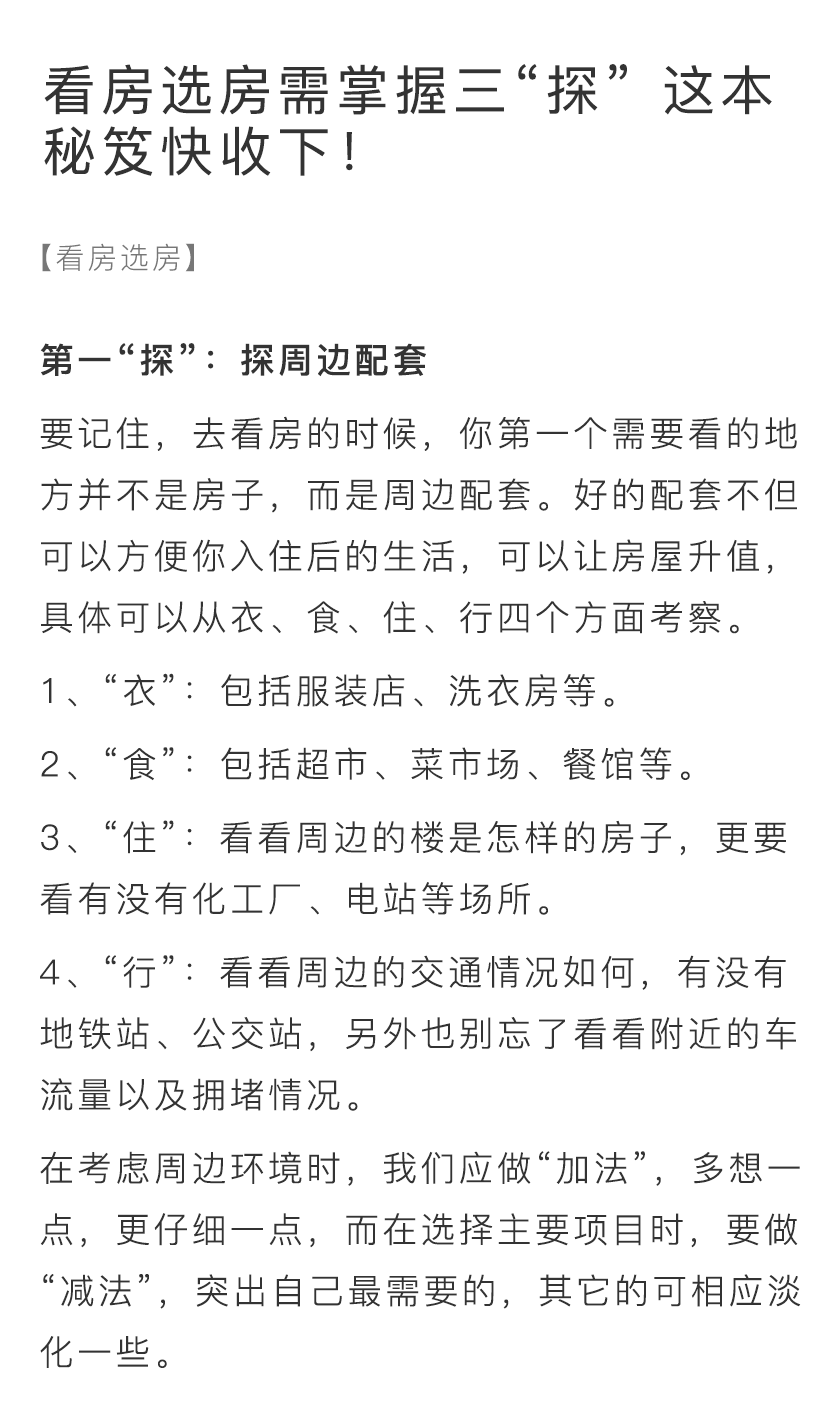 看房选房需掌握三“探” 这本
秘笈快收下！
【看房选房】
第一“探”：探周边配套
要记住，去看房的时候，你第一个需要看的地
方并不是房子，而是周边配套。好的配套不但
可以方便你入住后的生活，可以让房屋升值，
具体可以从衣、食、住、行四个方面考察。
1、“衣”：包括服装店、洗衣房等。
2、“食”：包括超市、菜市场、餐馆等。
3、“住”：看看周边的楼是怎样的房子，更要
看有没有化工厂、电站等场所。
4、“行”：看看周边的交通情况如何，有没有
地铁站、公交站，另外也别忘了看看附近的车
流量以及拥堵情况。
在考虑周边环境时，我们应做“加法”，多想一
点，更仔细一点，而在选择主要项目时，要做
“减法”，突出自己最需要的，其它的可相应淡
化一些。